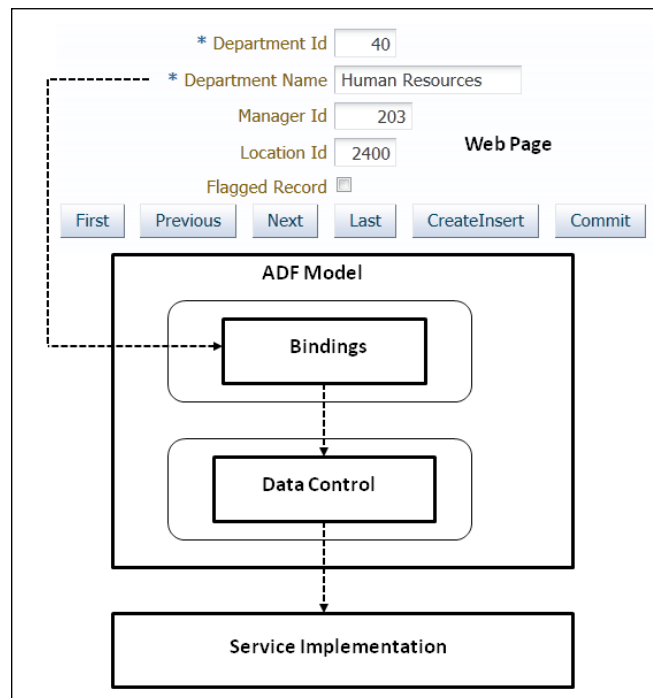 * Department Id 40
* Department Name Human Resources
Manager Id 203
Location Id 2400
Web Page
Flagged Record
First Previous Next Last CreateInsert Commit
ADF Model
Bindings
Data Control
Service Implementation